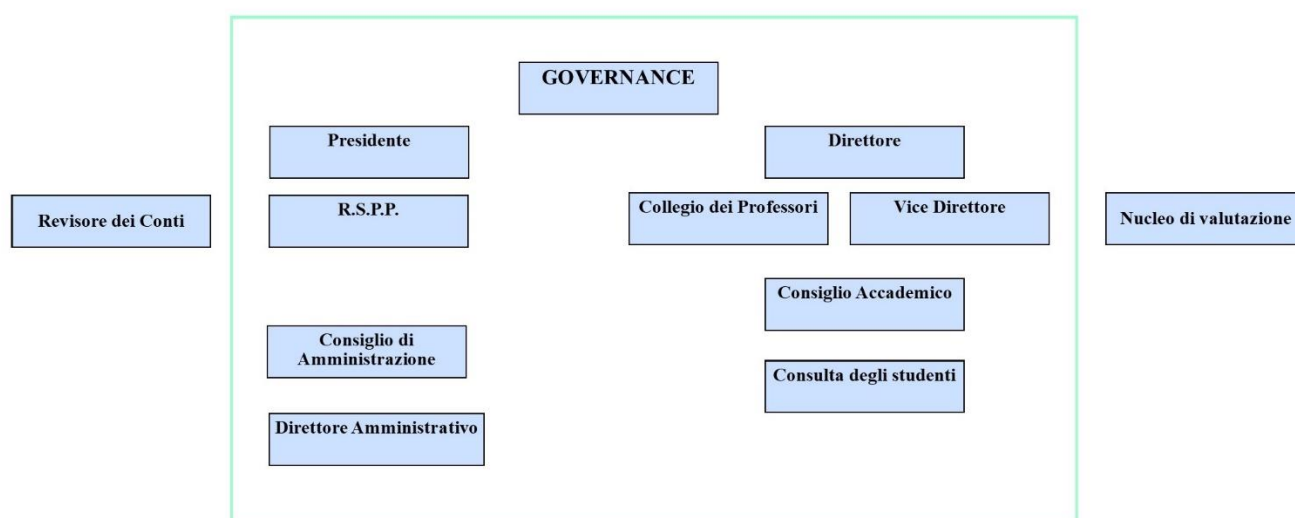 GOVERNANCE
Presidente
Direttore
Revisore dei Conti
R.S.P.P.
Collegio dei Professori
Vice Direttore
Nucleo di valutazione
Consiglio Accademico
Consiglio di
Amministrazione
Consulta degli studenti
Direttore Amministrativo